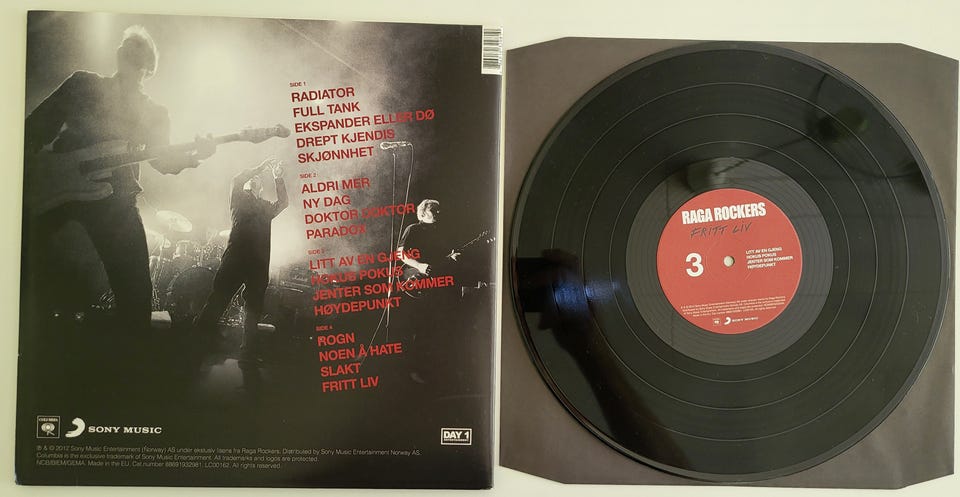 SIDE 1
RADIATOR
FULL TANK
EKSPANDER ELLER DØ
DREPT KJENDIS
SKJØNNHET
SIDE 2
ALDRI MER
NY DAG
DOKTOR DOKTOR
PARADOX
SIDE 3
LITT AV EN GJENG
HOKUS POKUS
JENTER SOM KOMMER
HØYDEPUNKT
SIDE 4
ROGN
NOEN Å HATE
SLAKT
FRITT LIV
COLUMBIA
SONY MUSIC
DAY 1
ENTERTAINMENT
℗ & © 2012 Sony Music Entertainment (Norway) AS under ekslusiv lisens fra Raga Rockers. Distributed by Sony Music Entertainment Norway AS.
Columbia is the exclusive trademark of Sony Music Entertainment. All trademarks and logos are protected.
NCB/BIEM/GEMA. Made in the EU. Cat.number 88691932981. LC00162. All rights reserved.
RAGA ROCKERS
FRITT LIV
3
LITT AV EN GJENG
HOKUS POKUS
JENTER SOM KOMMER
HØYDEPUNKT
SONY MUSIC